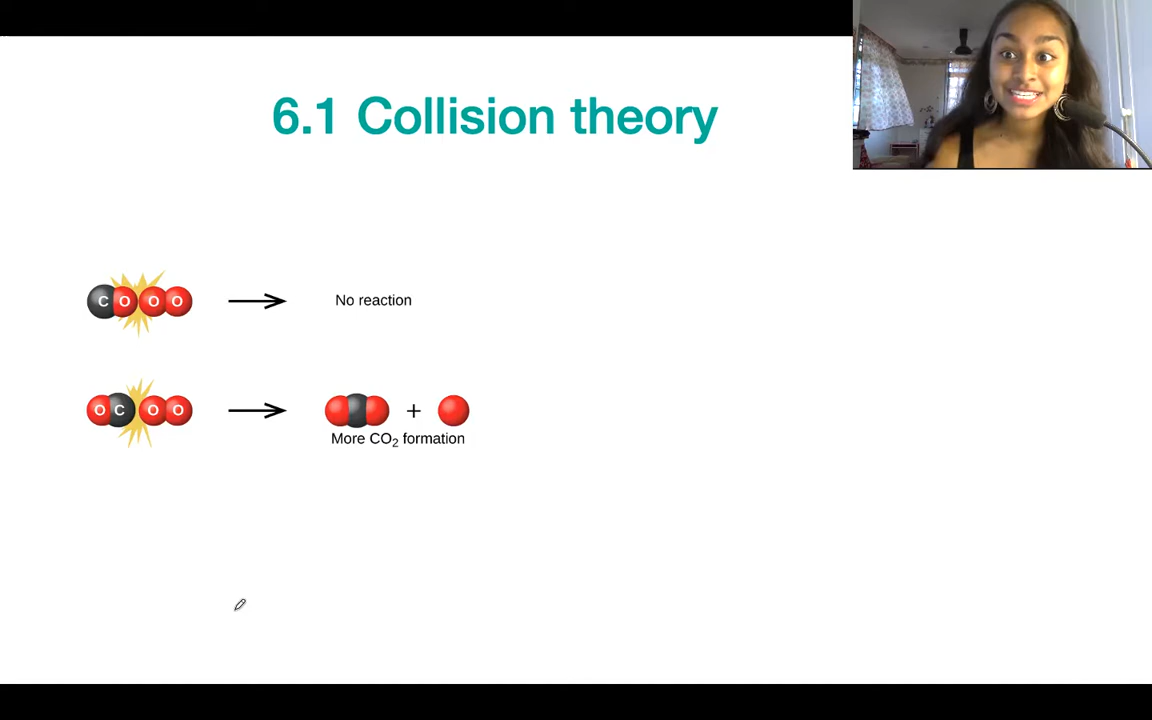 6.1 Collision theory
C O O O
No reaction
O C O O
+
More CO₂ formation